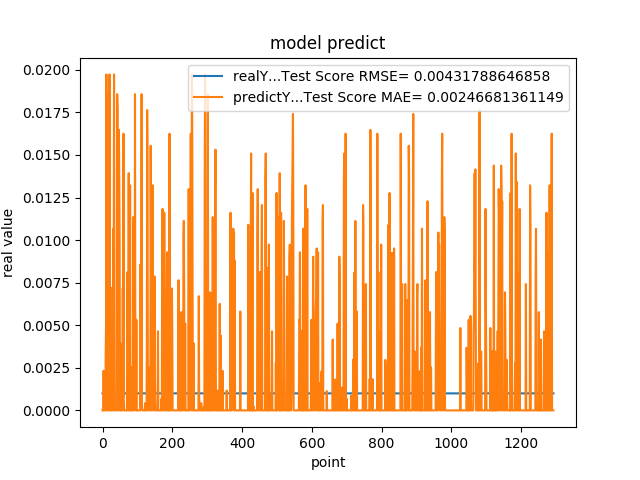 model predict
realY...Test Score RMSE= 0.00431788646858
predictY...Test Score MAE= 0.00246681361149
0.0200
0.0175
0.0150
0.0125
0.0100
0.0075
0.0050
0.0025
0.0000
real value
0 200 400 600 800 1000 1200
point